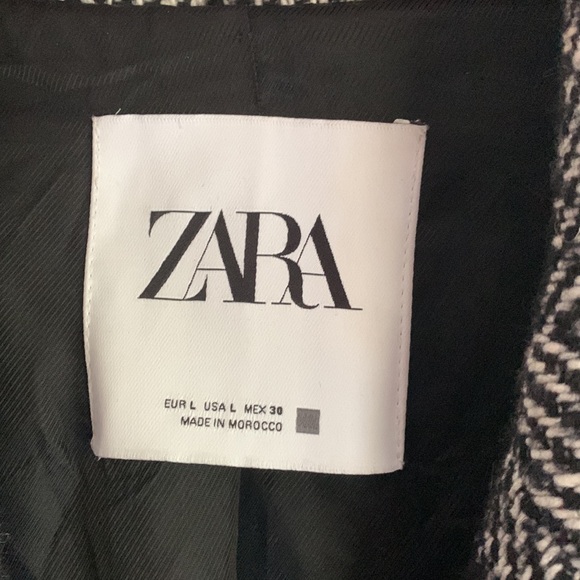 ZARA
EUR L USA L MEX 30
MADE IN MOROCCO